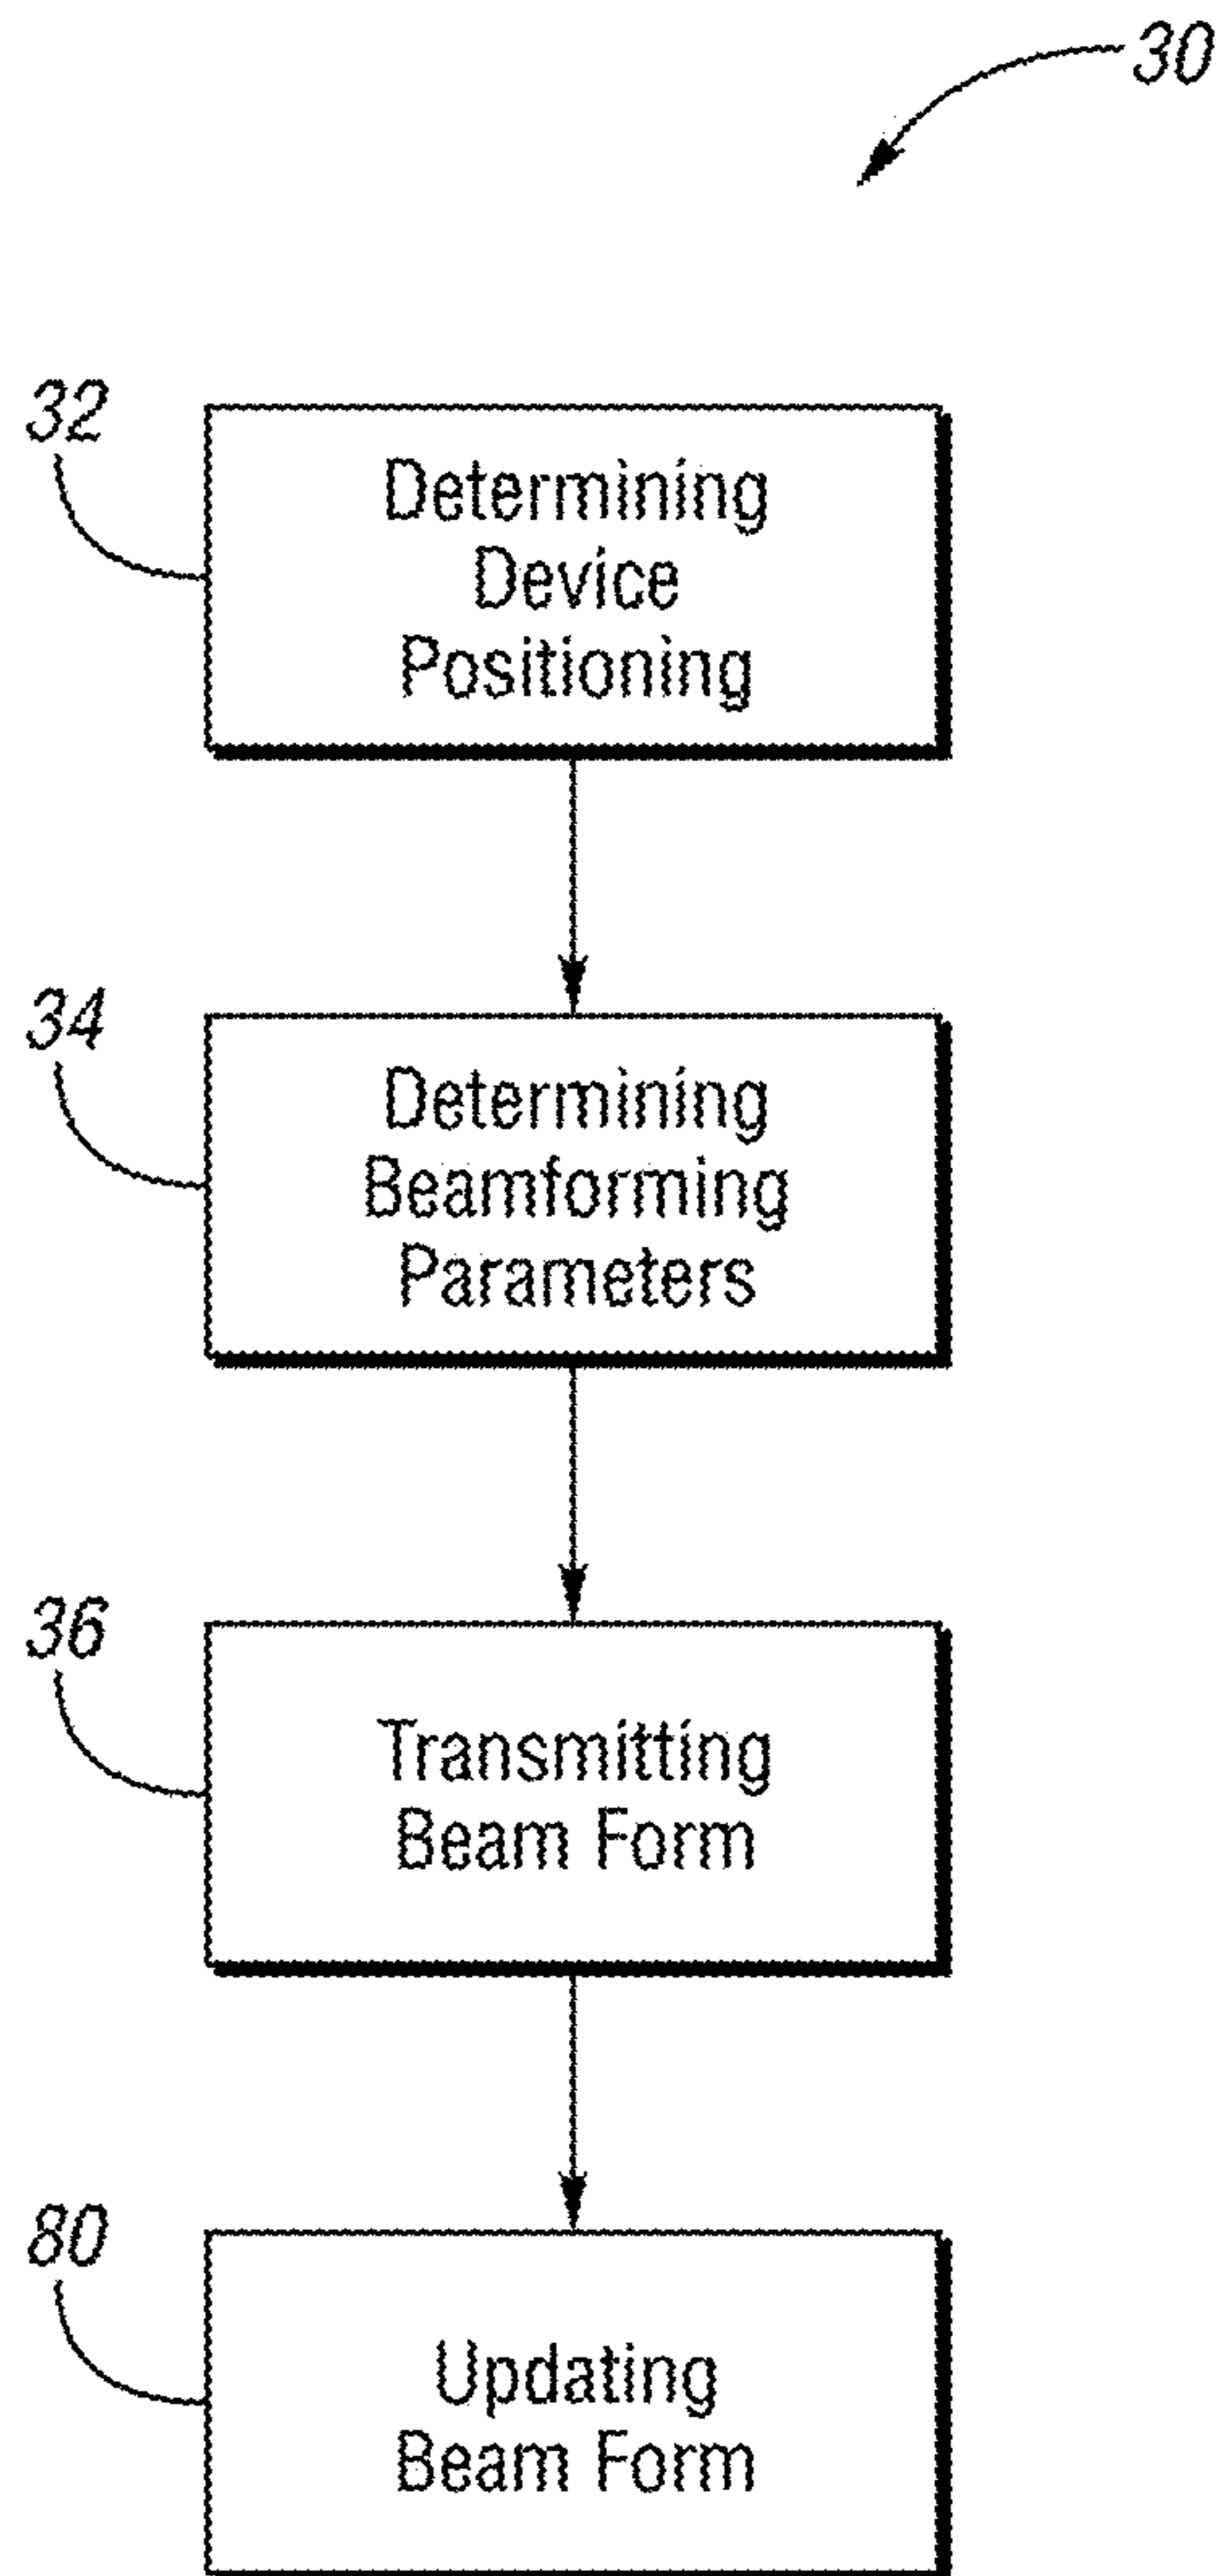 30
32
Determining
Device
Positioning
34
Determining
Beamforming
Parameters
36
Transmitting
Beam Form
80
Updating
Beam Form